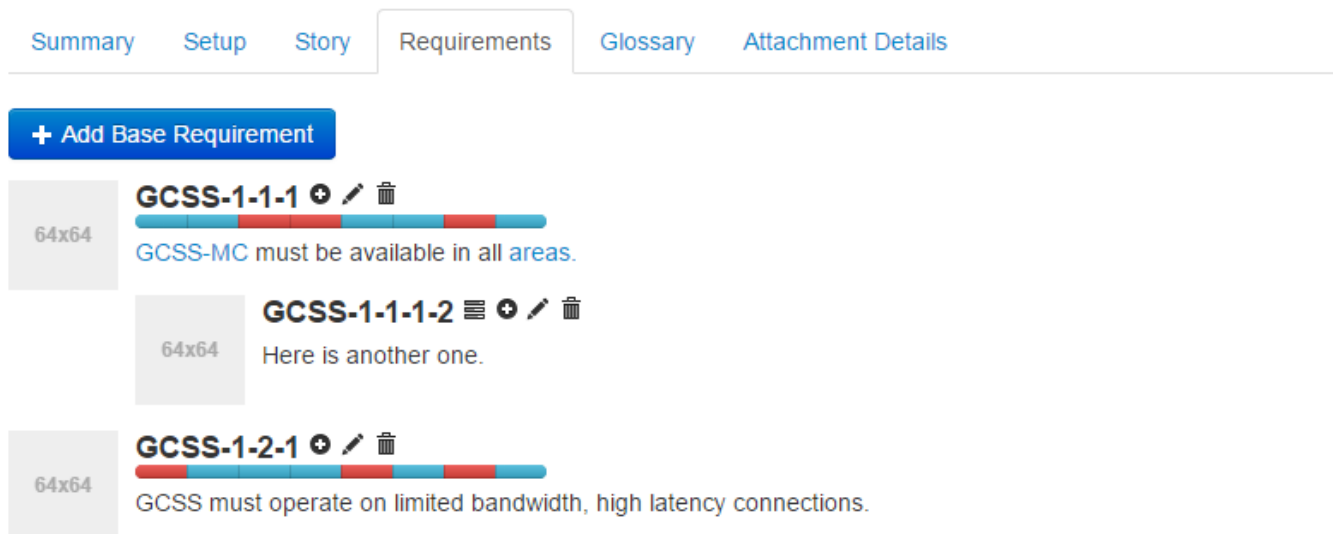 Summary Setup Story Requirements Glossary Attachment Details
+ Add Base Requirement
GCSS-1-1-1
64x64
GCSS-MC must be available in all areas.
GCSS-1-1-1-2
64x64
Here is another one.
GCSS-1-2-1
64x64
GCSS must operate on limited bandwidth, high latency connections.